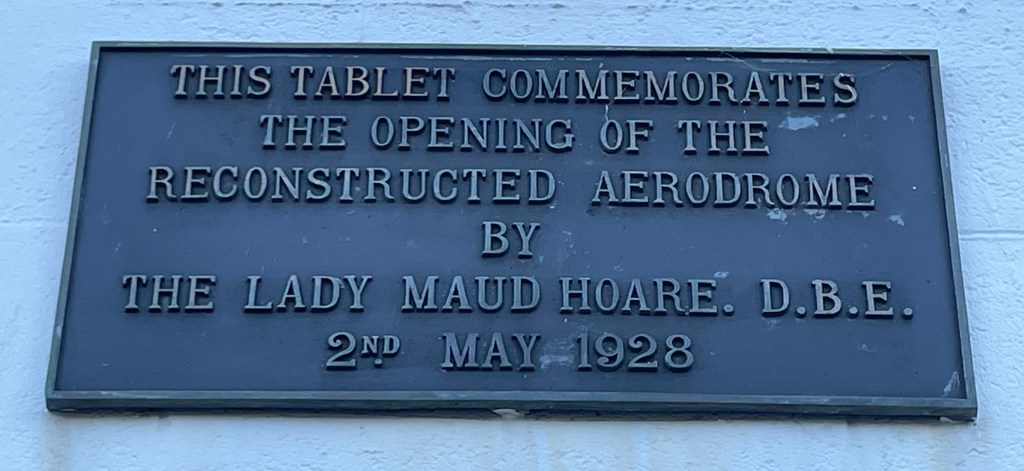 THIS TABLET COMMEMORATES
THE OPENING OF THE
RECONSTRUCTED AERODROME
BY
THE LADY MAUD HOARE. D.B.E.
2ND MAY 1928